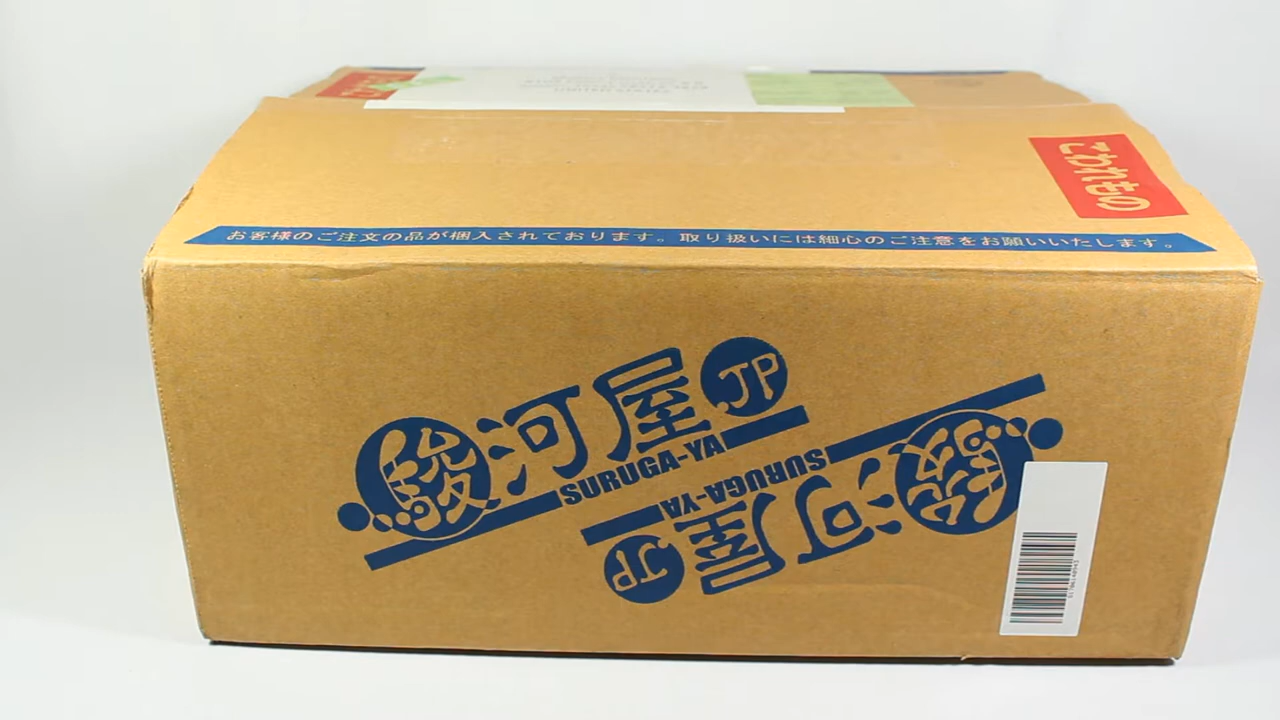 こわれもの
お客様のご注文の品が梱入されております。取り扱いには細心のご注意をお願いいたします。
駿河屋 JP
SURUGA-YA
SURUGA-YA
駿河屋 JP